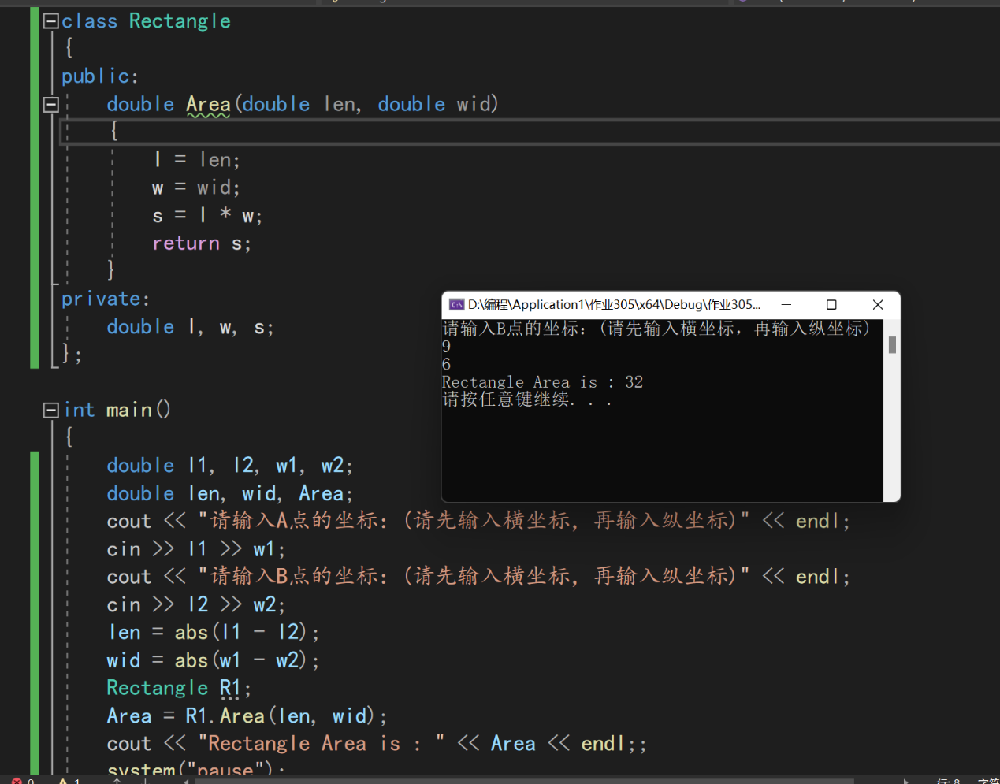 class Rectangle
{
public:
double Area(double len, double wid)
{
l = len;
w = wid;
s = l * w;
return s;
}
private:
double l, w, s;
};
int main()
{
double l1, l2, w1, w2;
double len, wid, Area;
cout << "请输入A点的坐标：(请先输入横坐标，再输入纵坐标)" << endl;
cin >> l1 >> w1;
cout << "请输入B点的坐标：(请先输入横坐标，再输入纵坐标)" << endl;
cin >> l2 >> w2;
len = abs(l1 - l2);
wid = abs(w1 - w2);
Rectangle R1;
Area = R1.Area(len, wid);
cout << "Rectangle Area is : " << Area << endl;;
system("pause");
D:\编程\Application1\作业305\x64\Debug\作业305...
请输入B点的坐标：(请先输入横坐标，再输入纵坐标)
9
6
Rectangle Area is : 32
请按任意键继续. . .
0
1
行: 8
字符